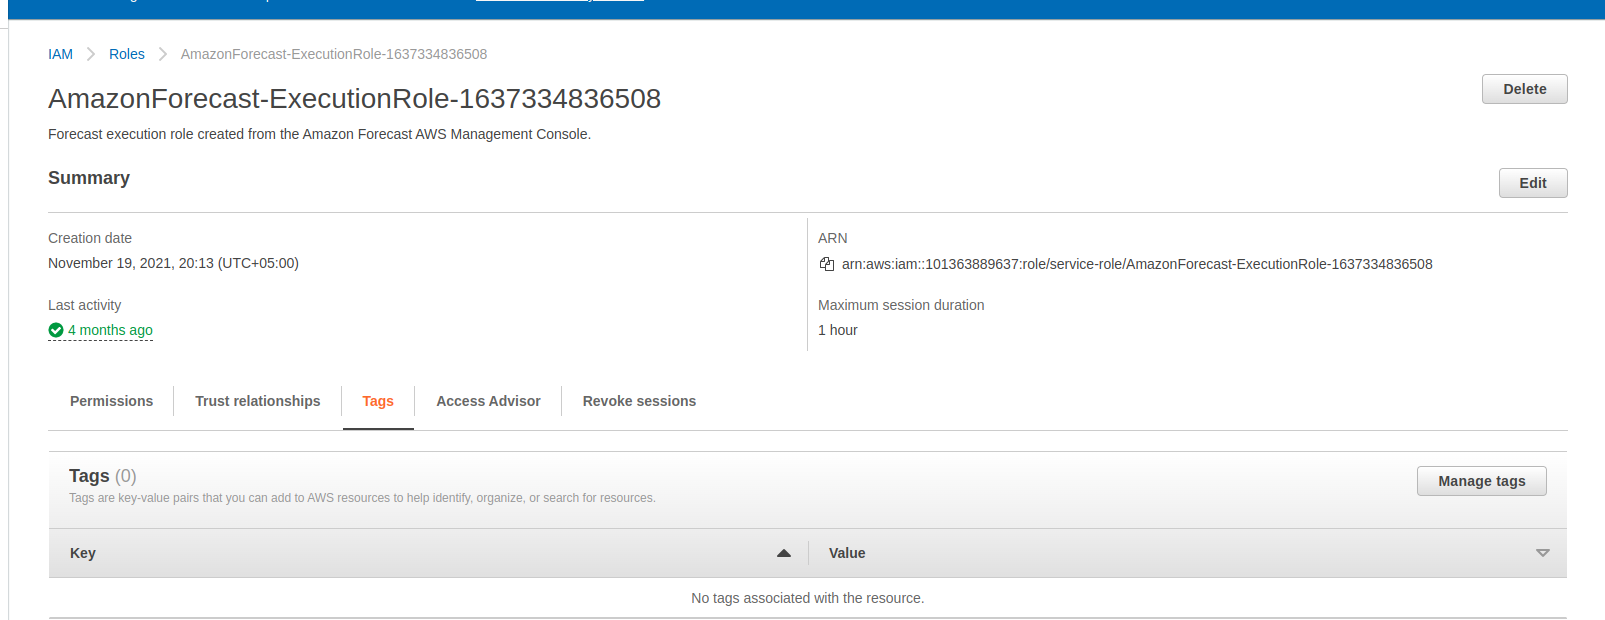 IAM Roles AmazonForecast-ExecutionRole-1637334836508
AmazonForecast-ExecutionRole-1637334836508
Delete
Forecast execution role created from the Amazon Forecast AWS Management Console.
Summary
Edit
Creation date
November 19, 2021, 20:13 (UTC+05:00)
ARN
arn:aws:iam::101363889637:role/service-role/AmazonForecast-ExecutionRole-1637334836508
Last activity
4 months ago
Maximum session duration
1 hour
Permissions Trust relationships Tags Access Advisor Revoke sessions
Tags (0)
Tags are key-value pairs that you can add to AWS resources to help identify, organize, or search for resources.
Manage tags
Key Value
No tags associated with the resource.